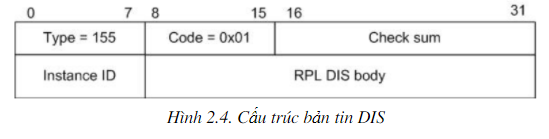 0 7 8 15 16 31
Type = 155 Code = 0x01 Check sum
Instance ID RPL DIS body
Hình 2.4. Cấu trúc bản tin DIS